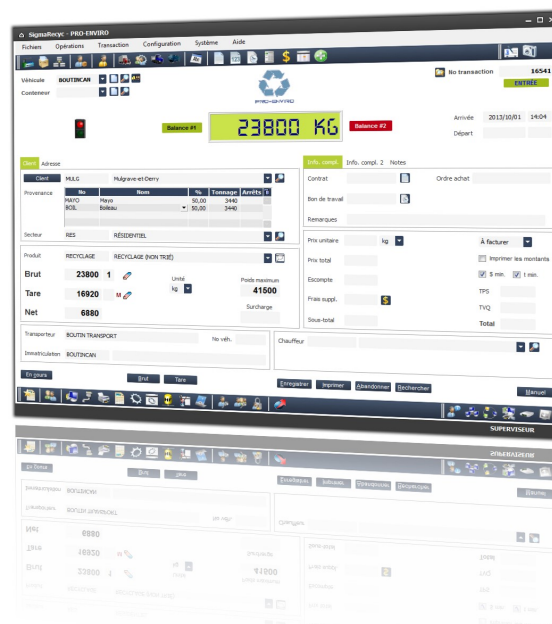 SigmaRecyc - PRO-ENVIRO
Fichiers Opérations Transaction Configuration Système Aide
Véhicule BOUTINCAN
Conteneur
PRO-ENVIRO
No transaction 16541
ENTRÉE
Balance #1 23800 KG Balance #2
Arrivée 2013/10/01 14:04
Départ
Client Adresse
Client MULG Mulgrave-et-Derry
Provenance No Nom % Tonnage Arrêts
MAYO Mayo 50,00 3440
BOIL Boileau 50,00 3440
Secteur RES RÉSIDENTIEL
Info. compl. Info. compl. 2 Notes
Contrat Ordre achat
Bon de travail
Remarques
Produit RECYCLAGE RECYCLAGE (NON TRIÉ)
Brut 23800 1 Unité Poids maximum
kg 41500
Tare 16920 M
Surcharge
Net 6880
Prix unitaire kg À facturer
Prix total Imprimer les montants
Escompte $ min. t min.
Frais suppl. $ TPS
TVQ
Sous-total Total
Transporteur BOUTIN TRANSPORT No véh.
Immatriculation BOUTINCAN
Chauffeur
En cours Brut Tare
Enregistrer Imprimer Abandonner Rechercher Manuel
SUPERVISEUR